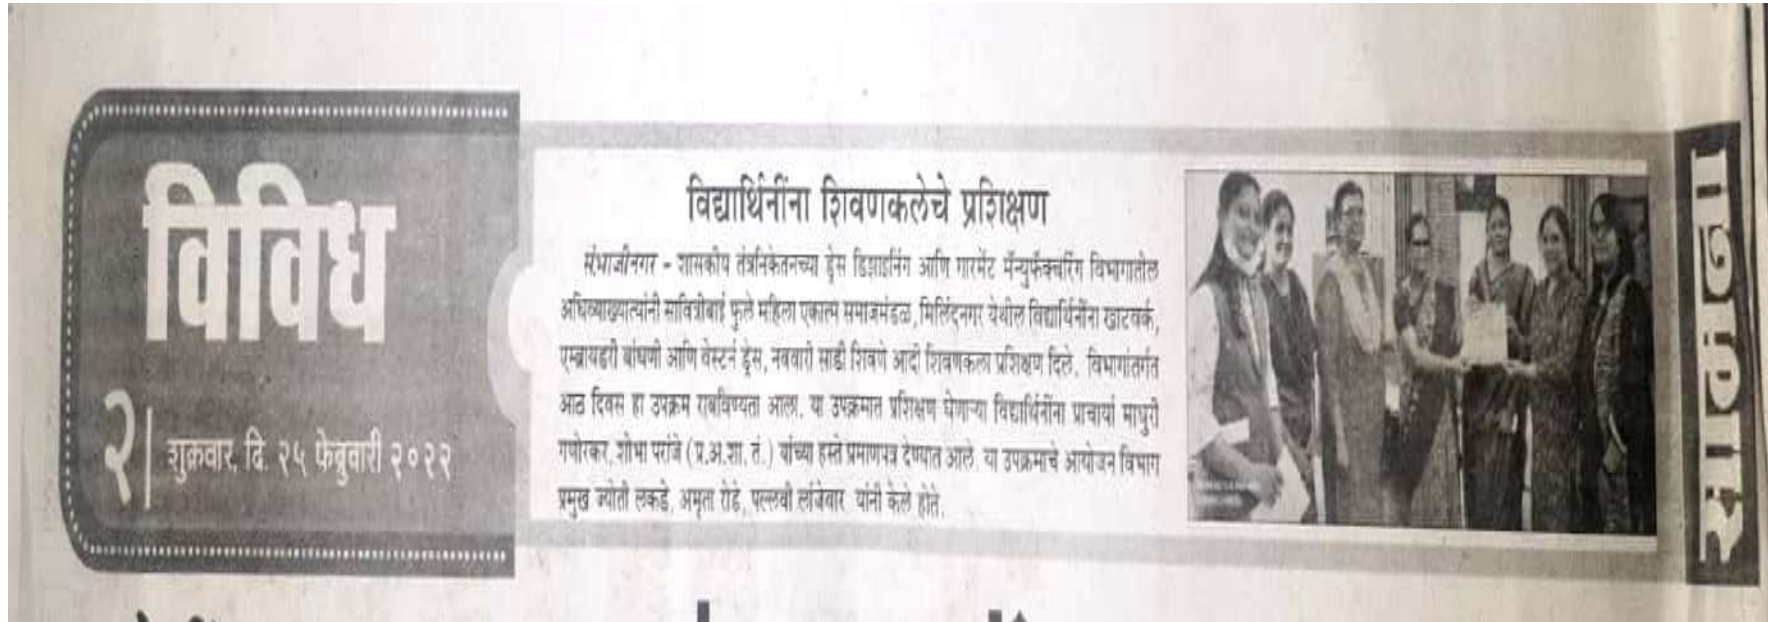 विविध
२ | शुक्रवार, दि. २५ फेब्रुवारी २०२२
विद्यार्थिनींना शिवणकलेचे प्रशिक्षण
संभाजीनगर - शासकीय तंत्रनिकेतनच्या ड्रेस डिझाइनिंग आणि गारमेंट मॅन्युफॅक्चरिंग विभागातील
अधिव्याख्यात्यांनी सावित्रीबाई फुले महिला एकात्म समाजमंडळ, मिलिंदनगर येथील विद्यार्थिनींना खाटवर्क,
एम्ब्रायडरी बांधणी आणि वेस्टर्न ड्रेस, नववारी साडी शिवणे आदी शिवणकला प्रशिक्षण दिले. विभागांतर्गत
आठ दिवस हा उपक्रम राबविण्यता आला. या उपक्रमात प्रशिक्षण घेणाऱ्या विद्यार्थिनींना प्राचार्या माधुरी
गणोरकर, शोभा परांजे (प्र.अ.शा. तं.) यांच्या हस्ते प्रमाणपत्र देण्यात आले. या उपक्रमाचे आयोजन विभाग
प्रमुख ज्योती लकडे, अमृता रोडे, पल्लवी यांनी केले होते.
सामना